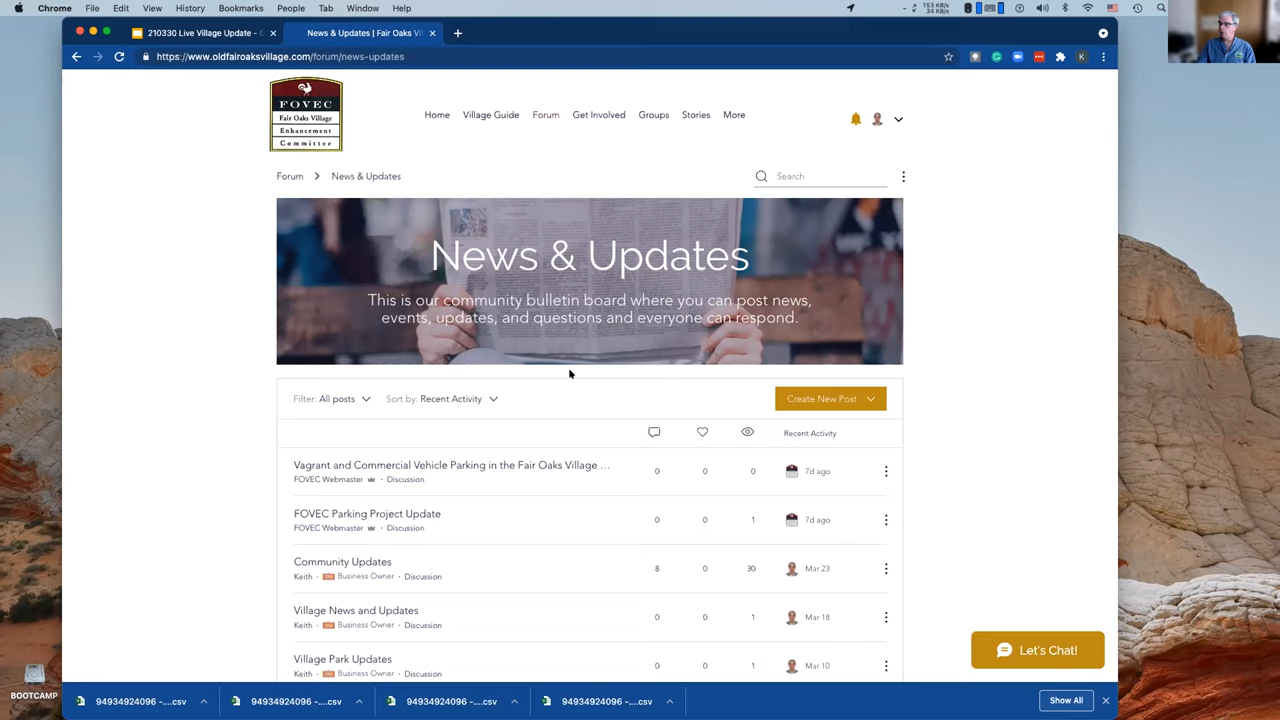 Chrome File Edit View History Bookmarks People Tab Window Help
153 KB/s
34 KB/s
210330 Live Village Update - G
News & Updates | Fair Oaks Vil
https://www.oldfairoaksvillage.com/forum/news-updates
K
FOVEC
Fair Oaks Village
Enhancement
Committee
Home Village Guide Forum Get Involved Groups Stories More
Forum News & Updates
Search
News & Updates
This is our community bulletin board where you can post news,
events, updates, and questions and everyone can respond.
Filter: All posts Sort by: Recent Activity
Create New Post
Recent Activity
Vagrant and Commercial Vehicle Parking in the Fair Oaks Village …
0 0 0 7d ago
FOVEC Webmaster • Discussion
FOVEC Parking Project Update
0 0 1 7d ago
FOVEC Webmaster • Discussion
Community Updates
8 0 30 Mar 23
Keith • Business Owner • Discussion
Village News and Updates
0 0 1 Mar 18
Keith • Business Owner • Discussion
Village Park Updates
0 0 1 Mar 10
Keith • Business Owner • Discussion
Let's Chat!
BOOTCAMP
94934924096 -....csv 94934924096 -....csv 94934924096 -....csv 94934924096 -....csv
Show All